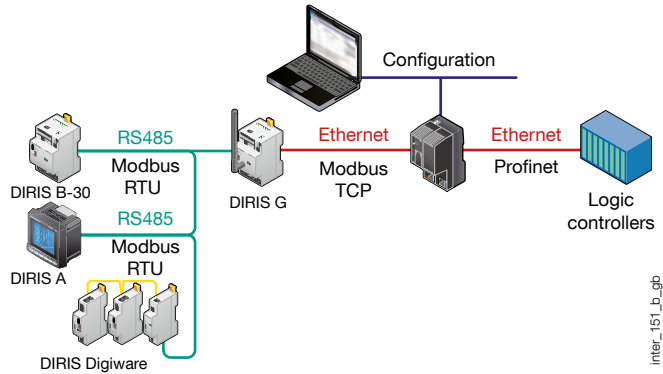 Configuration
RS485
Modbus
RTU
DIRIS B-30
DIRIS G
Ethernet
Modbus
TCP
Ethernet
Profinet
Logic
controllers
RS485
Modbus
RTU
DIRIS A
DIRIS Digiware
inter_151_b_gb